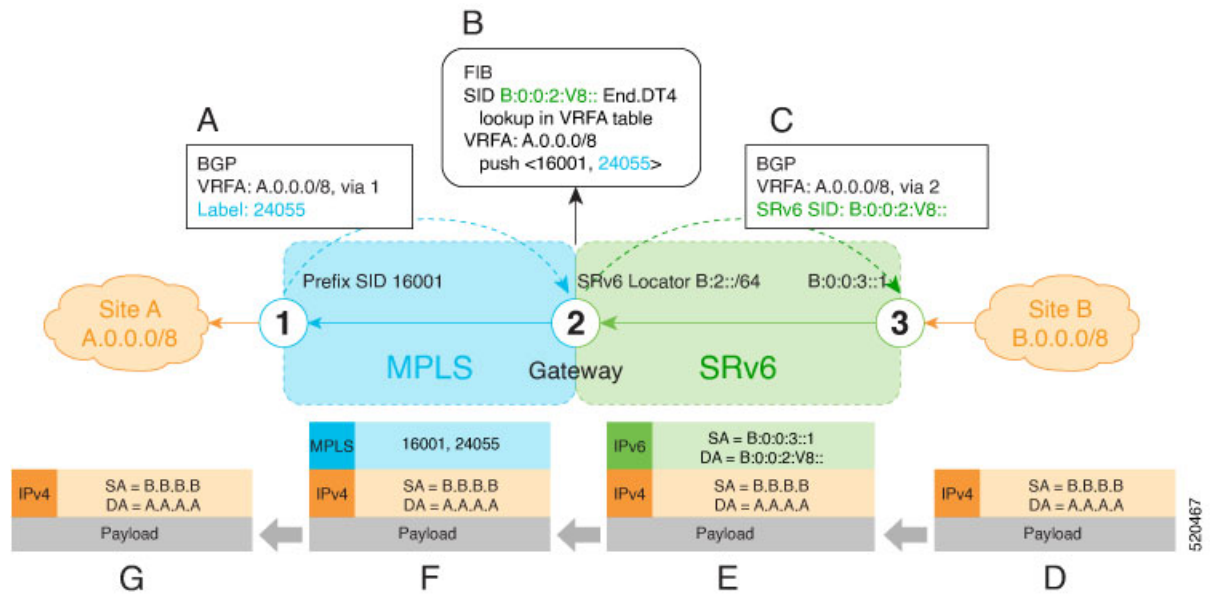 B
FIB
SID B:0:0:2:V8:: End.DT4
lookup in VRFA table
VRFA: A.0.0.0/8
push <16001, 24055>
A
BGP
VRFA: A.0.0.0/8, via 1
Label: 24055
C
BGP
VRFA: A.0.0.0/8, via 2
SRv6 SID: B:0:0:2:V8::
Prefix SID 16001
SRv6 Locator B:2::/64
B:0:0:3::1
Site A
A.0.0.0/8
1
2
3
Site B
B.0.0.0/8
MPLS
Gateway
SRv6
IPv4
SA = B.B.B.B
DA = A.A.A.A
Payload
G
MPLS
16001, 24055
IPv4
SA = B.B.B.B
DA = A.A.A.A
Payload
F
IPv6
SA = B:0:0:3::1
DA = B:0:0:2:V8::
IPv4
SA = B.B.B.B
DA = A.A.A.A
Payload
E
IPv4
SA = B.B.B.B
DA = A.A.A.A
Payload
D
520467